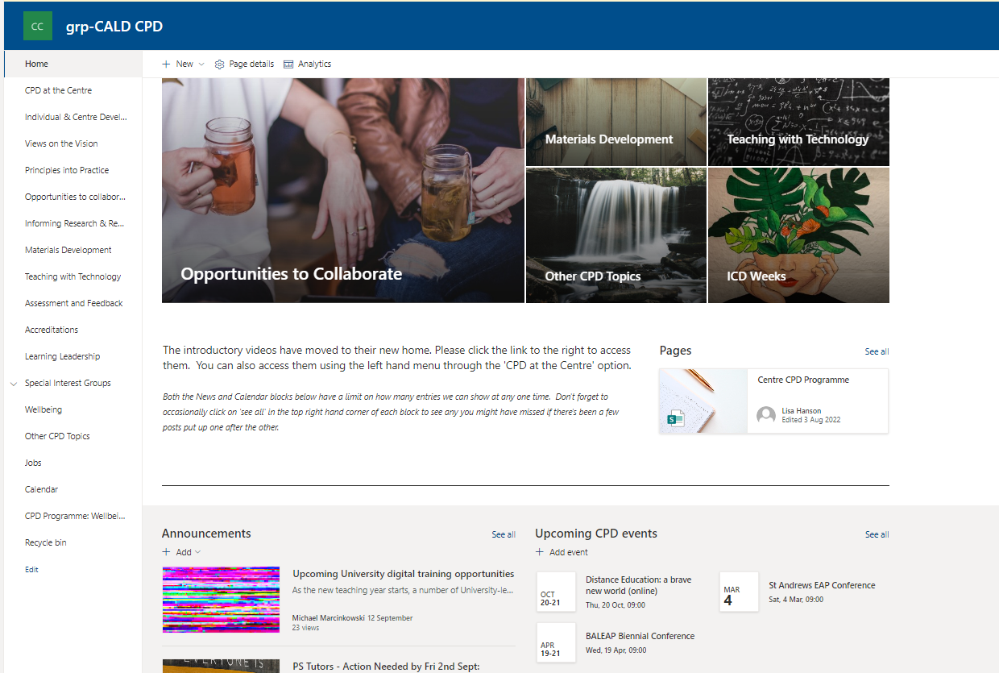 CC
grp-CALD CPD
Home
CPD at the Centre
Individual & Centre Devel...
Views on the Vision
Principles into Practice
Opportunities to collabor...
Informing Research & Re...
Materials Development
Teaching with Technology
Assessment and Feedback
Accreditations
Learning Leadership
Special Interest Groups
Wellbeing
Other CPD Topics
Jobs
Calendar
CPD Programme: Wellbei...
Recycle bin
Edit
New
Page details
Analytics
Opportunities to Collaborate
Materials Development
Teaching with Technology
Other CPD Topics
ICD Weeks
The introductory videos have moved to their new home. Please click the link to the right to access
them.  You can also access them using the left hand menu through the 'CPD at the Centre' option.
Both the News and Calendar blocks below have a limit on how many entries we can show at any one time.  Don't forget to
occasionally click on 'see all' in the top right hand corner of each block to see any you might have missed if there's been a few
posts put up one after the other.
Pages
See all
Centre CPD Programme
Lisa Hanson
Edited 3 Aug 2022
Announcements
See all
Add
Upcoming University digital training opportunities
As the new teaching year starts, a number of University-le...
Michael Marcinkowski 12 September
23 views
EVERYONE IS
PS Tutors - Action Needed by Fri 2nd Sept:
Upcoming CPD events
See all
Add event
OCT
20-21
Distance Education: a brave
new world (online)
Thu, 20 Oct, 09:00
MAR
4
St Andrews EAP Conference
Sat, 4 Mar, 09:00
APR
19-21
BALEAP Biennial Conference
Wed, 19 Apr, 09:00